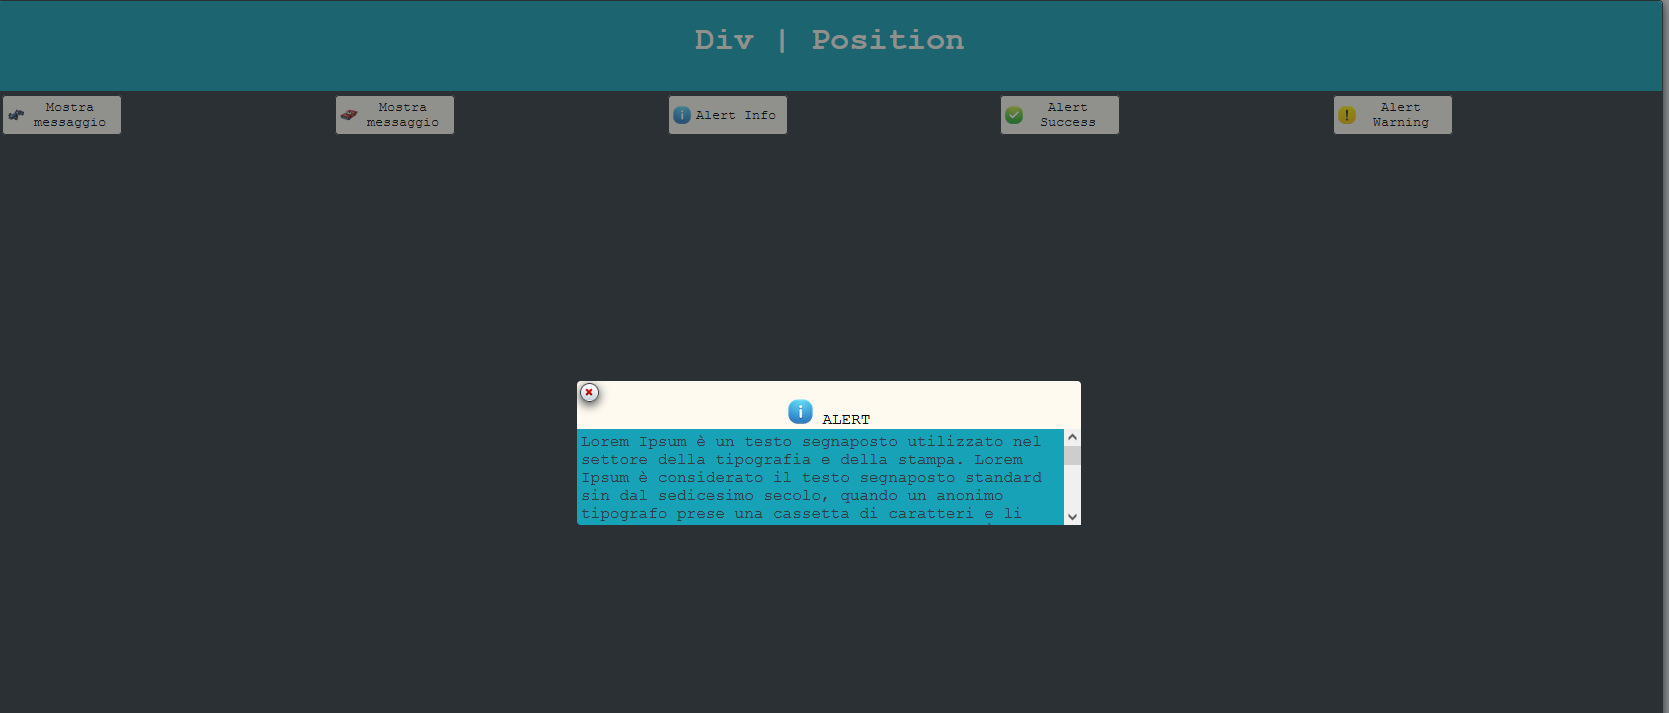 Div | Position
Mostra
messaggio
Mostra
messaggio
Alert Info
Alert
Success
Alert
Warning
ALERT
Lorem Ipsum è un testo segnaposto utilizzato nel
settore della tipografia e della stampa. Lorem
Ipsum è considerato il testo segnaposto standard
sin dal sedicesimo secolo, quando un anonimo
tipografo prese una cassetta di caratteri e li